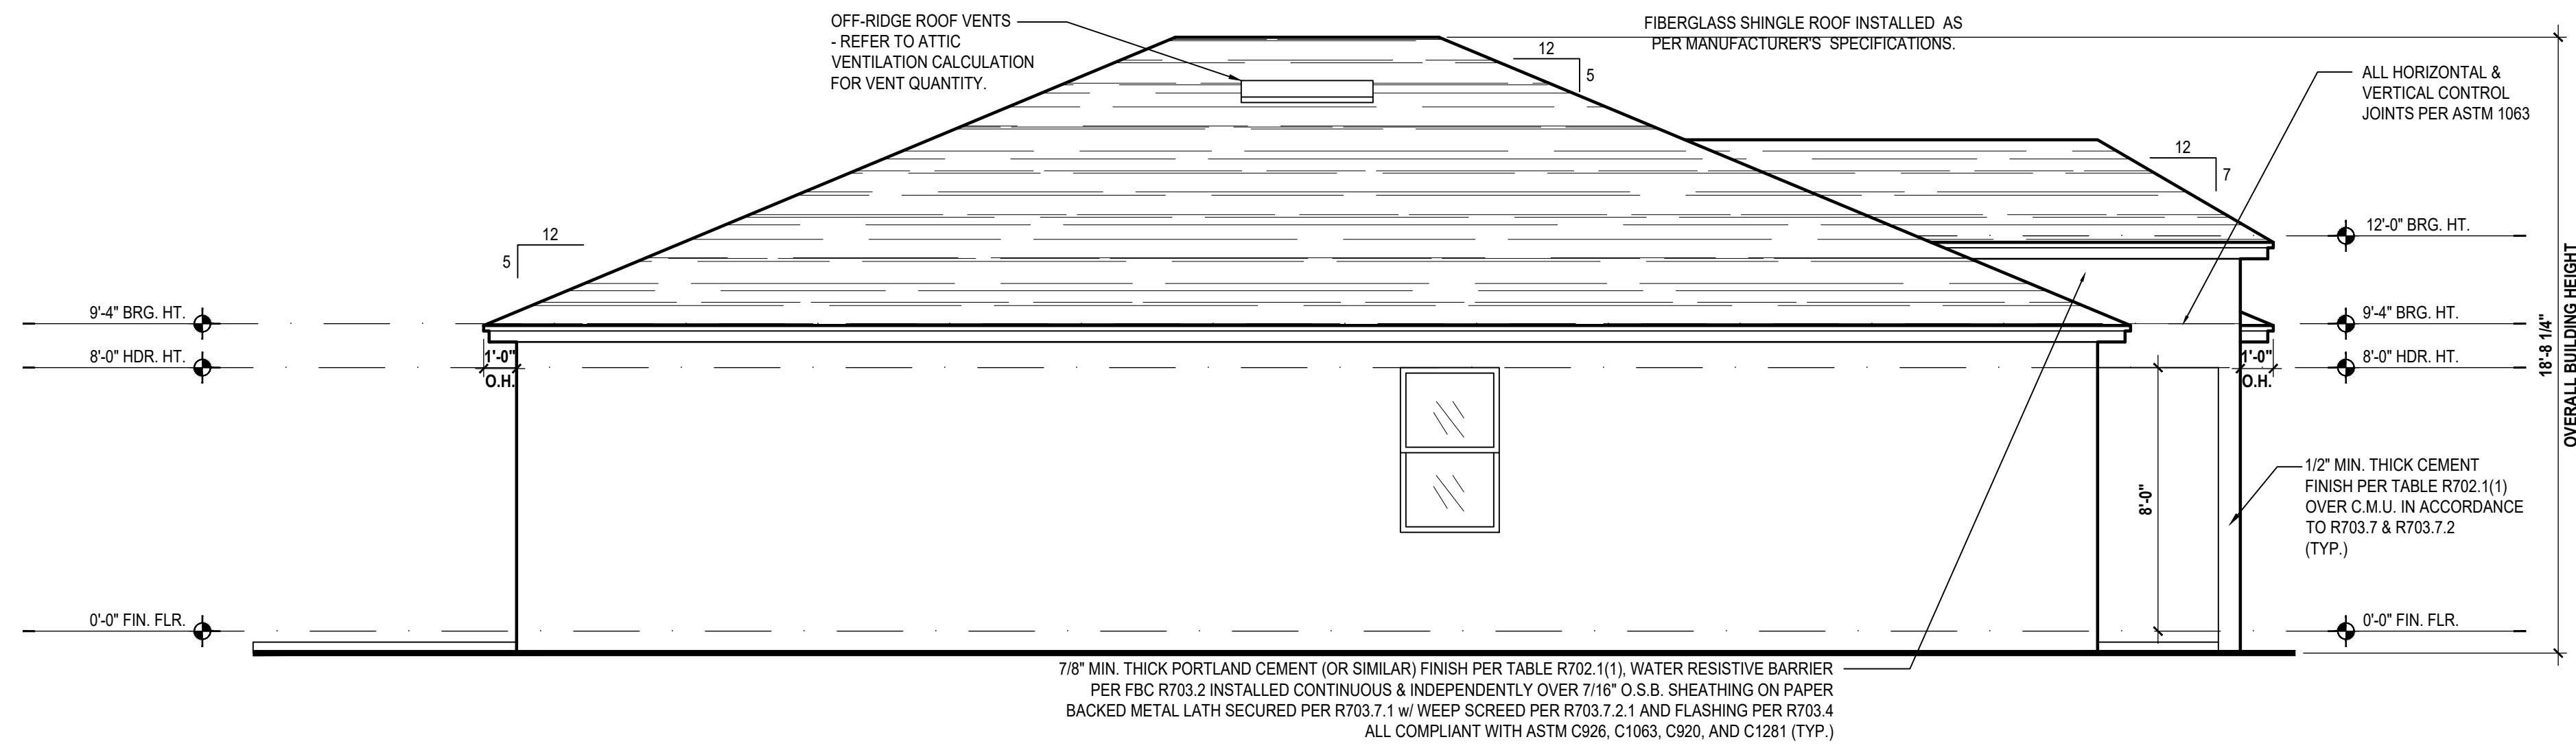 OFF-RIDGE ROOF VENTS
- REFER TO ATTIC
VENTILATION CALCULATION
FOR VENT QUANTITY.
FIBERGLASS SHINGLE ROOF INSTALLED AS
PER MANUFACTURER'S SPECIFICATIONS.
12
5
ALL HORIZONTAL &
VERTICAL CONTROL
JOINTS PER ASTM 1063
12
7
12
5
12'-0" BRG. HT.
9'-4" BRG. HT.
9'-4" BRG. HT.
8'-0" HDR. HT.
8'-0" HDR. HT.
1'-0"
O.H.
1'-0"
O.H.
18'-8 1/4"
OVERALL BUILDING HEIGHT
8'-0"
1/2" MIN. THICK CEMENT
FINISH PER TABLE R702.1(1)
OVER C.M.U. IN ACCORDANCE
TO R703.7 & R703.7.2
(TYP.)
0'-0" FIN. FLR.
0'-0" FIN. FLR.
7/8" MIN. THICK PORTLAND CEMENT (OR SIMILAR) FINISH PER TABLE R702.1(1), WATER RESISTIVE BARRIER
PER FBC R703.2 INSTALLED CONTINUOUS & INDEPENDENTLY OVER 7/16" O.S.B. SHEATHING ON PAPER
BACKED METAL LATH SECURED PER R703.7.1 w/ WEEP SCREED PER R703.7.2.1 AND FLASHING PER R703.4
ALL COMPLIANT WITH ASTM C926, C1063, C920, AND C1281 (TYP.)